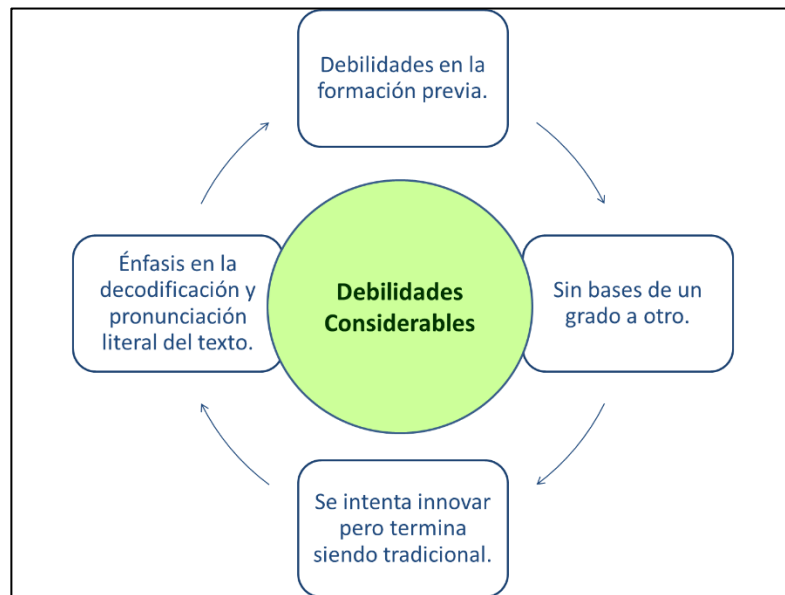 Debilidades en la
formación previa.
Énfasis en la
decodificación y
pronunciación
literal del texto.
Debilidades
Considerables
Sin bases de un
grado a otro.
Se intenta innovar
pero termina
siendo tradicional.